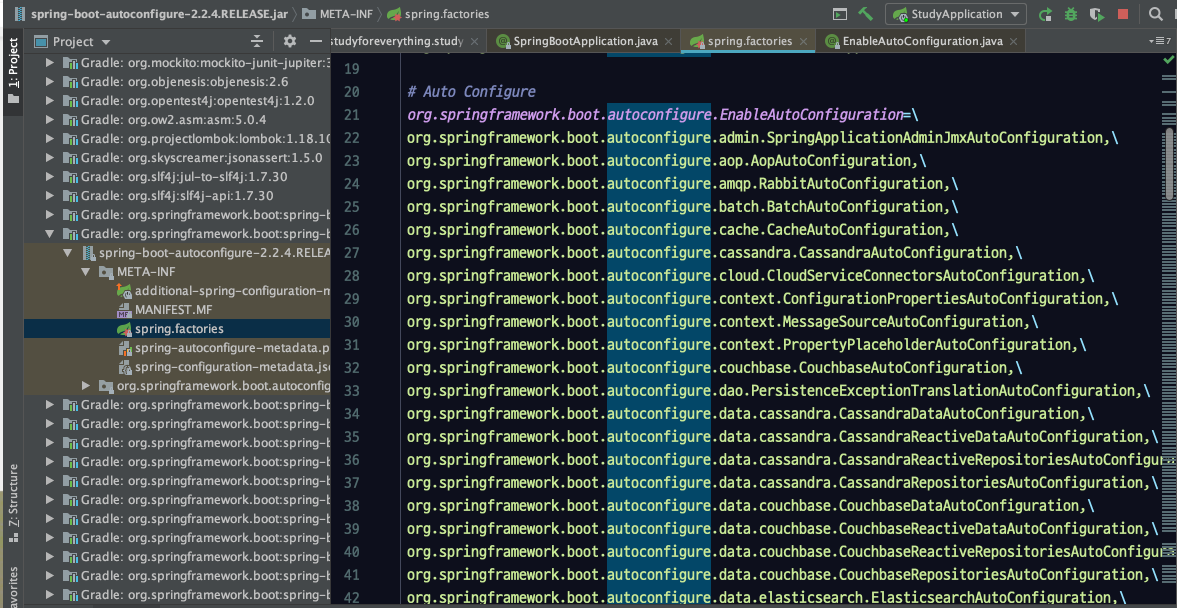 spring-boot-autoconfigure-2.2.4.RELEASE.jar
META-INF
spring.factories
StudyApplication
Project
studyforeverything.study
SpringBootApplication.java
spring.factories
EnableAutoConfiguration.java
7
1: Project
Z: Structure
avorites
Gradle: org.mockito:mockito-junit-jupiter:3
Gradle: org.objenesis:objenesis:2.6
Gradle: org.opentest4j:opentest4j:1.2.0
Gradle: org.ow2.asm:asm:5.0.4
Gradle: org.projectlombok:lombok:1.18.10
Gradle: org.skyscreamer:jsonassert:1.5.0
Gradle: org.slf4j:jul-to-slf4j:1.7.30
Gradle: org.slf4j:slf4j-api:1.7.30
Gradle: org.springframework.boot:spring-b
Gradle: org.springframework.boot:spring-b
spring-boot-autoconfigure-2.2.4.RELEA
META-INF
additional-spring-configuration-m
MANIFEST.MF
spring.factories
spring-autoconfigure-metadata.p
spring-configuration-metadata.jso
org.springframework.boot.autoconfig
Gradle: org.springframework.boot:spring-b
Gradle: org.springframework.boot:spring-b
Gradle: org.springframework.boot:spring-b
Gradle: org.springframework.boot:spring-b
Gradle: org.springframework.boot:spring-b
Gradle: org.springframework.boot:spring-b
Gradle: org.springframework.boot:spring-b
Gradle: org.springframework.boot:spring-b
Gradle: org.springframework.boot:spring-b
Gradle: org.springframework.boot:spring-b
Gradle: org.springframework.boot:spring-b
19
20 # Auto Configure
21 org.springframework.boot.autoconfigure.EnableAutoConfiguration=\
22 org.springframework.boot.autoconfigure.admin.SpringApplicationAdminJmxAutoConfiguration,\
23 org.springframework.boot.autoconfigure.aop.AopAutoConfiguration,\
24 org.springframework.boot.autoconfigure.amqp.RabbitAutoConfiguration,\
25 org.springframework.boot.autoconfigure.batch.BatchAutoConfiguration,\
26 org.springframework.boot.autoconfigure.cache.CacheAutoConfiguration,\
27 org.springframework.boot.autoconfigure.cassandra.CassandraAutoConfiguration,\
28 org.springframework.boot.autoconfigure.cloud.CloudServiceConnectorsAutoConfiguration,\
29 org.springframework.boot.autoconfigure.context.ConfigurationPropertiesAutoConfiguration,\
30 org.springframework.boot.autoconfigure.context.MessageSourceAutoConfiguration,\
31 org.springframework.boot.autoconfigure.context.PropertyPlaceholderAutoConfiguration,\
32 org.springframework.boot.autoconfigure.couchbase.CouchbaseAutoConfiguration,\
33 org.springframework.boot.autoconfigure.dao.PersistenceExceptionTranslationAutoConfiguration,\
34 org.springframework.boot.autoconfigure.data.cassandra.CassandraDataAutoConfiguration,\
35 org.springframework.boot.autoconfigure.data.cassandra.CassandraReactiveDataAutoConfiguration,\
36 org.springframework.boot.autoconfigure.data.cassandra.CassandraReactiveRepositoriesAutoConfigur
37 org.springframework.boot.autoconfigure.data.cassandra.CassandraRepositoriesAutoConfiguration,\
38 org.springframework.boot.autoconfigure.data.couchbase.CouchbaseDataAutoConfiguration,\
39 org.springframework.boot.autoconfigure.data.couchbase.CouchbaseReactiveDataAutoConfiguration,\
40 org.springframework.boot.autoconfigure.data.couchbase.CouchbaseReactiveRepositoriesAutoConfigur
41 org.springframework.boot.autoconfigure.data.couchbase.CouchbaseRepositoriesAutoConfiguration,\
42 org.springframework.boot.autoconfigure.data.elasticsearch.ElasticsearchAutoConfiguration,\